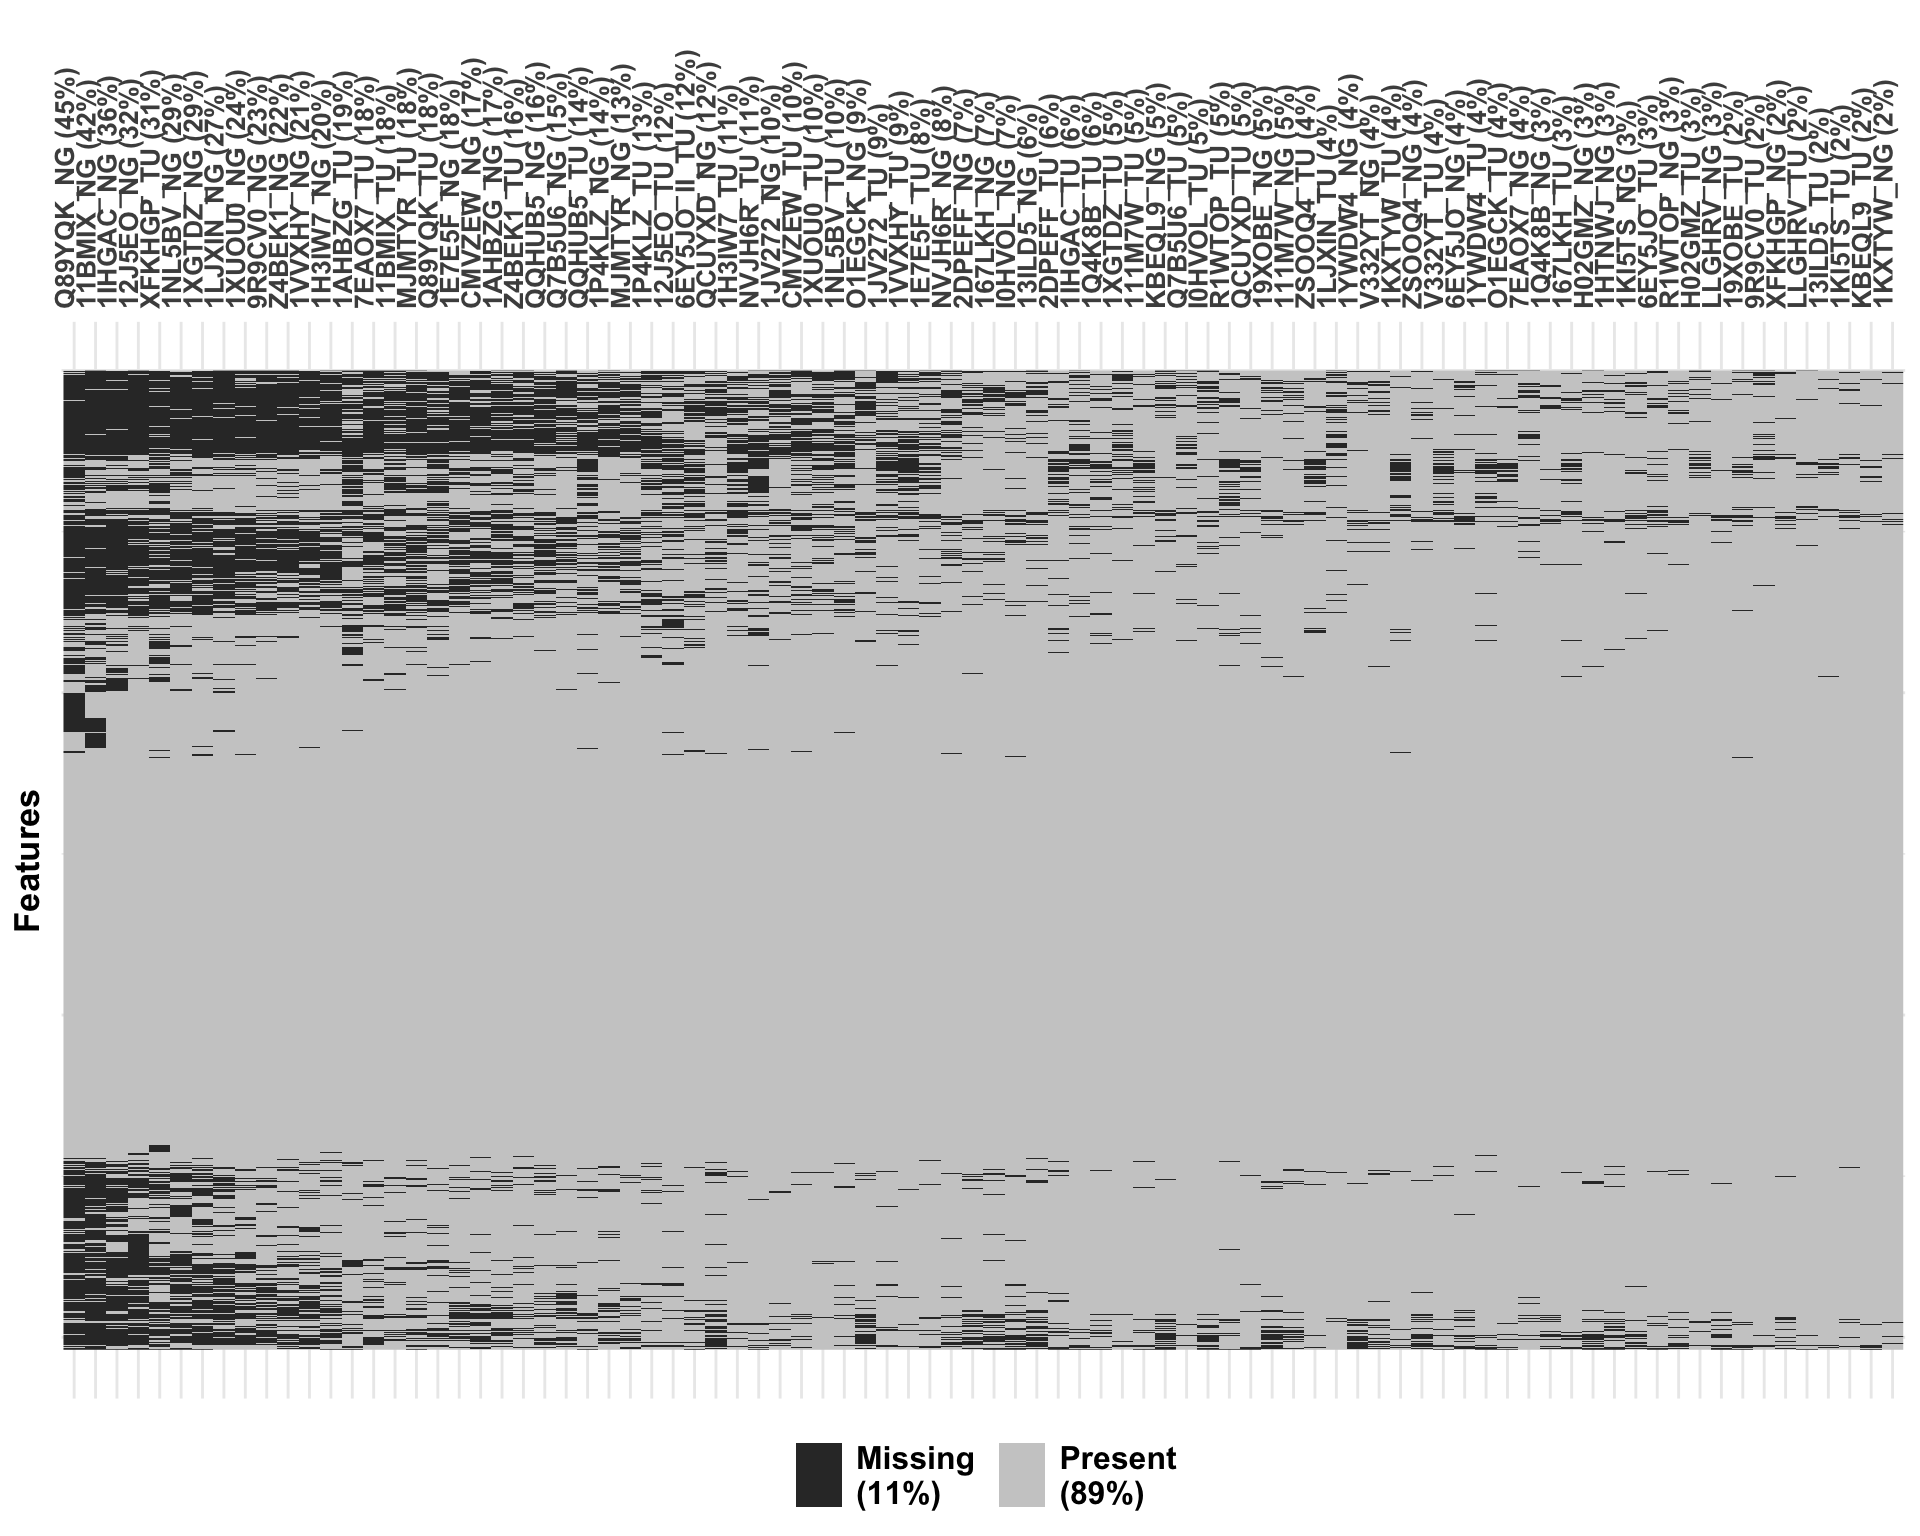 Q89YQK_NG (45%)
11BMIX_NG (42%)
1IHGAC_NG (36%)
12J5EO_NG (32%)
XFKHGP_TU (31%)
1NL5BV_NG (29%)
1XGTDZ_NG (29%)
1LJXIN_NG (27%)
1XUOU0_NG (24%)
9R9CV0_NG (23%)
Z4BEK1_NG (22%)
1VVXHY_NG (21%)
1H3IW7_NG (20%)
1AHBZG_TU (19%)
7EAOX7_TU (18%)
11BMIX_TU (18%)
MJMTYR_TU (18%)
Q89YQK_TU (18%)
1E7E5F_NG (18%)
CMVZEW_NG (17%)
1AHBZG_NG (17%)
Z4BEK1_TU (16%)
QQHUB5_NG (16%)
Q7B5U6_NG (15%)
QQHUB5_TU (14%)
1P4KLZ_NG (14%)
MJMTYR_NG (13%)
1P4KLZ_TU (13%)
12J5EO_TU (12%)
6EY5JO_II_TU (12%)
QCUYXD_NG (12%)
1H3IW7_TU (11%)
NVJH6R_TU (11%)
1JV272_NG (10%)
CMVZEW_TU (10%)
1XUOU0_TU (10%)
1NL5BV_TU (10%)
O1EGCK_NG (9%)
1JV272_TU (9%)
1VVXHY_TU (9%)
1E7E5F_TU (8%)
NVJH6R_NG (8%)
2DPEFF_NG (7%)
167LKH_NG (7%)
I0HVOL_NG (7%)
13ILD5_NG (6%)
2DPEFF_TU (6%)
1IHGAC_TU (6%)
1Q4K8B_TU (6%)
1XGTDZ_TU (5%)
111M7W_TU (5%)
KBEQL9_NG (5%)
Q7B5U6_TU (5%)
I0HVOL_TU (5%)
R1WTOP_TU (5%)
QCUYXD_TU (5%)
19XOBE_NG (5%)
111M7W_NG (5%)
ZSOOQ4_TU (4%)
1LJXIN_TU (4%)
1YWDW4_NG (4%)
V332YT_NG (4%)
1KXTYW_TU (4%)
ZSOOQ4_NG (4%)
V332YT_TU (4%)
6EY5JO_NG (4%)
1YWDW4_TU (4%)
O1EGCK_TU (4%)
7EAOX7_NG (4%)
1Q4K8B_NG (3%)
167LKH_TU (3%)
H02GMZ_NG (3%)
1HTNWJ_NG (3%)
1KI5TS_NG (3%)
6EY5JO_TU (3%)
R1WTOP_NG (3%)
H02GMZ_TU (3%)
LLGHRV_NG (3%)
19XOBE_TU (2%)
9R9CV0_TU (2%)
XFKHGP_NG (2%)
LLGHRV_TU (2%)
13ILD5_TU (2%)
1KI5TS_TU (2%)
KBEQL9_TU (2%)
1KXTYW_NG (2%)
Features
Missing
(11%)
Present
(89%)